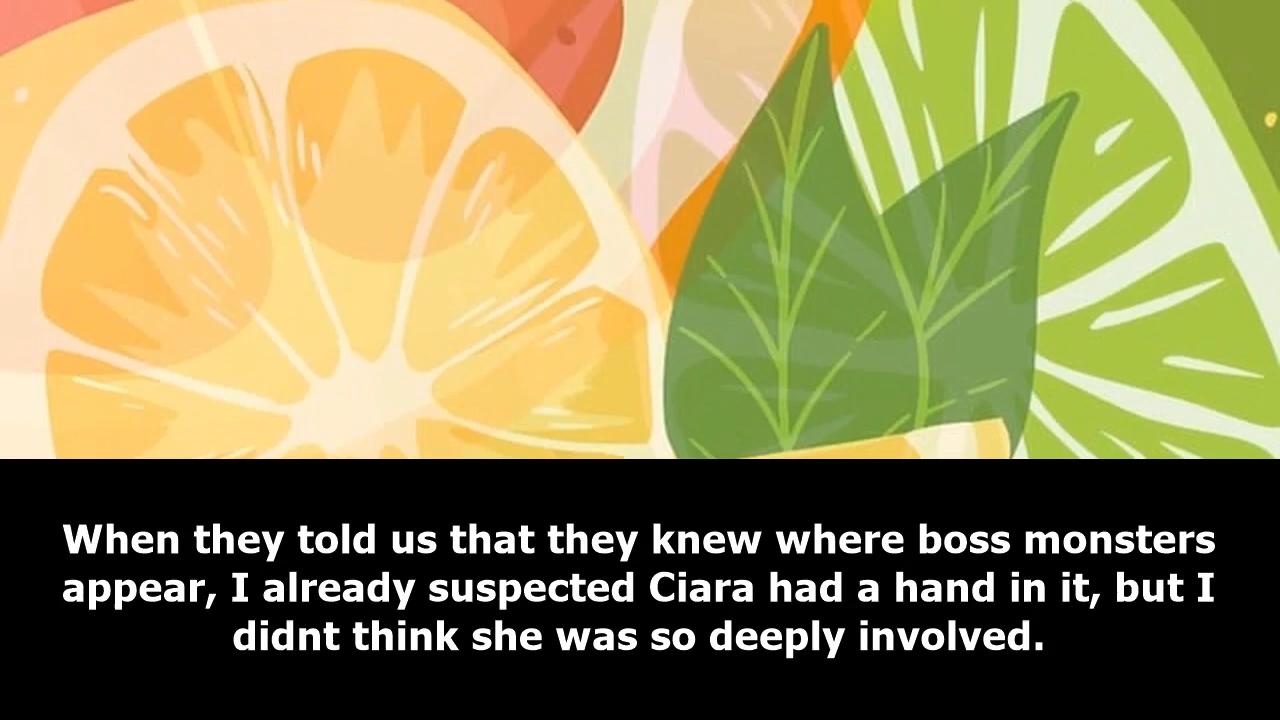 When they told us that they knew where boss monsters
appear, I already suspected Ciara had a hand in it, but I
didnt think she was so deeply involved.